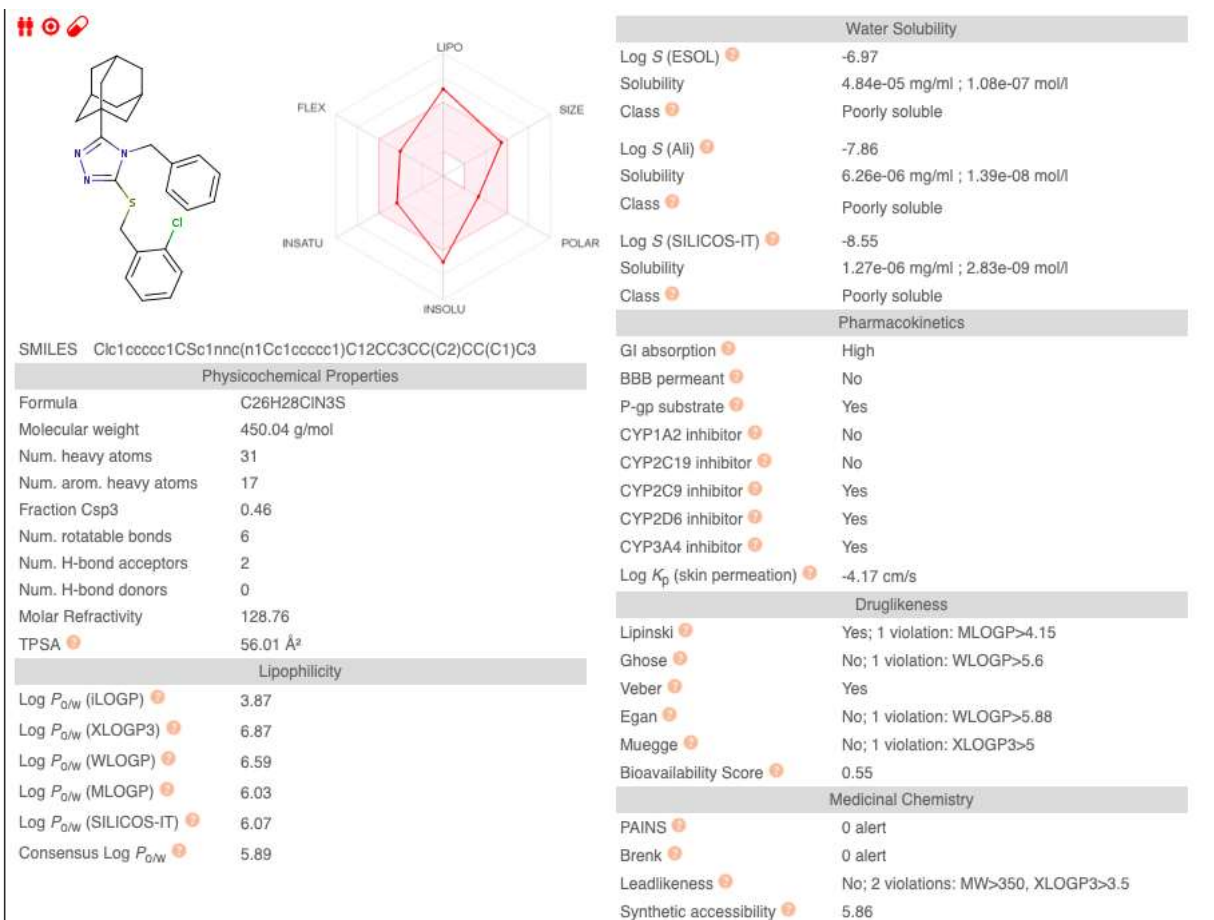 LIPO
FLEX
SIZE
N
N
N
S
Cl
INSATU
POLAR
INSOLU
SMILES Clc1ccccc1CSc1nnc(n1Cc1ccccc1)C12CC3CC(C2)CC(C1)C3
Physicochemical Properties
Formula C26H28ClN3S
Molecular weight 450.04 g/mol
Num. heavy atoms 31
Num. arom. heavy atoms 17
Fraction Csp3 0.46
Num. rotatable bonds 6
Num. H-bond acceptors 2
Num. H-bond donors 0
Molar Refractivity 128.76
TPSA ? 56.01 Å²
Lipophilicity
Log Po/w (iLOGP) ? 3.87
Log Po/w (XLOGP3) ? 6.87
Log Po/w (WLOGP) ? 6.59
Log Po/w (MLOGP) ? 6.03
Log Po/w (SILICOS-IT) ? 6.07
Consensus Log Po/w ? 5.89
Water Solubility
Log S (ESOL) ? -6.97
Solubility 4.84e-05 mg/ml ; 1.08e-07 mol/l
Class ? Poorly soluble
Log S (Ali) ? -7.86
Solubility 6.26e-06 mg/ml ; 1.39e-08 mol/l
Class ? Poorly soluble
Log S (SILICOS-IT) ? -8.55
Solubility 1.27e-06 mg/ml ; 2.83e-09 mol/l
Class ? Poorly soluble
Pharmacokinetics
GI absorption ? High
BBB permeant ? No
P-gp substrate ? Yes
CYP1A2 inhibitor ? No
CYP2C19 inhibitor ? No
CYP2C9 inhibitor ? Yes
CYP2D6 inhibitor ? Yes
CYP3A4 inhibitor ? Yes
Log Kp (skin permeation) ? -4.17 cm/s
Druglikeness
Lipinski ? Yes; 1 violation: MLOGP>4.15
Ghose ? No; 1 violation: WLOGP>5.6
Veber ? Yes
Egan ? No; 1 violation: WLOGP>5.88
Muegge ? No; 1 violation: XLOGP3>5
Bioavailability Score ? 0.55
Medicinal Chemistry
PAINS ? 0 alert
Brenk ? 0 alert
Leadlikeness ? No; 2 violations: MW>350, XLOGP3>3.5
Synthetic accessibility ? 5.86